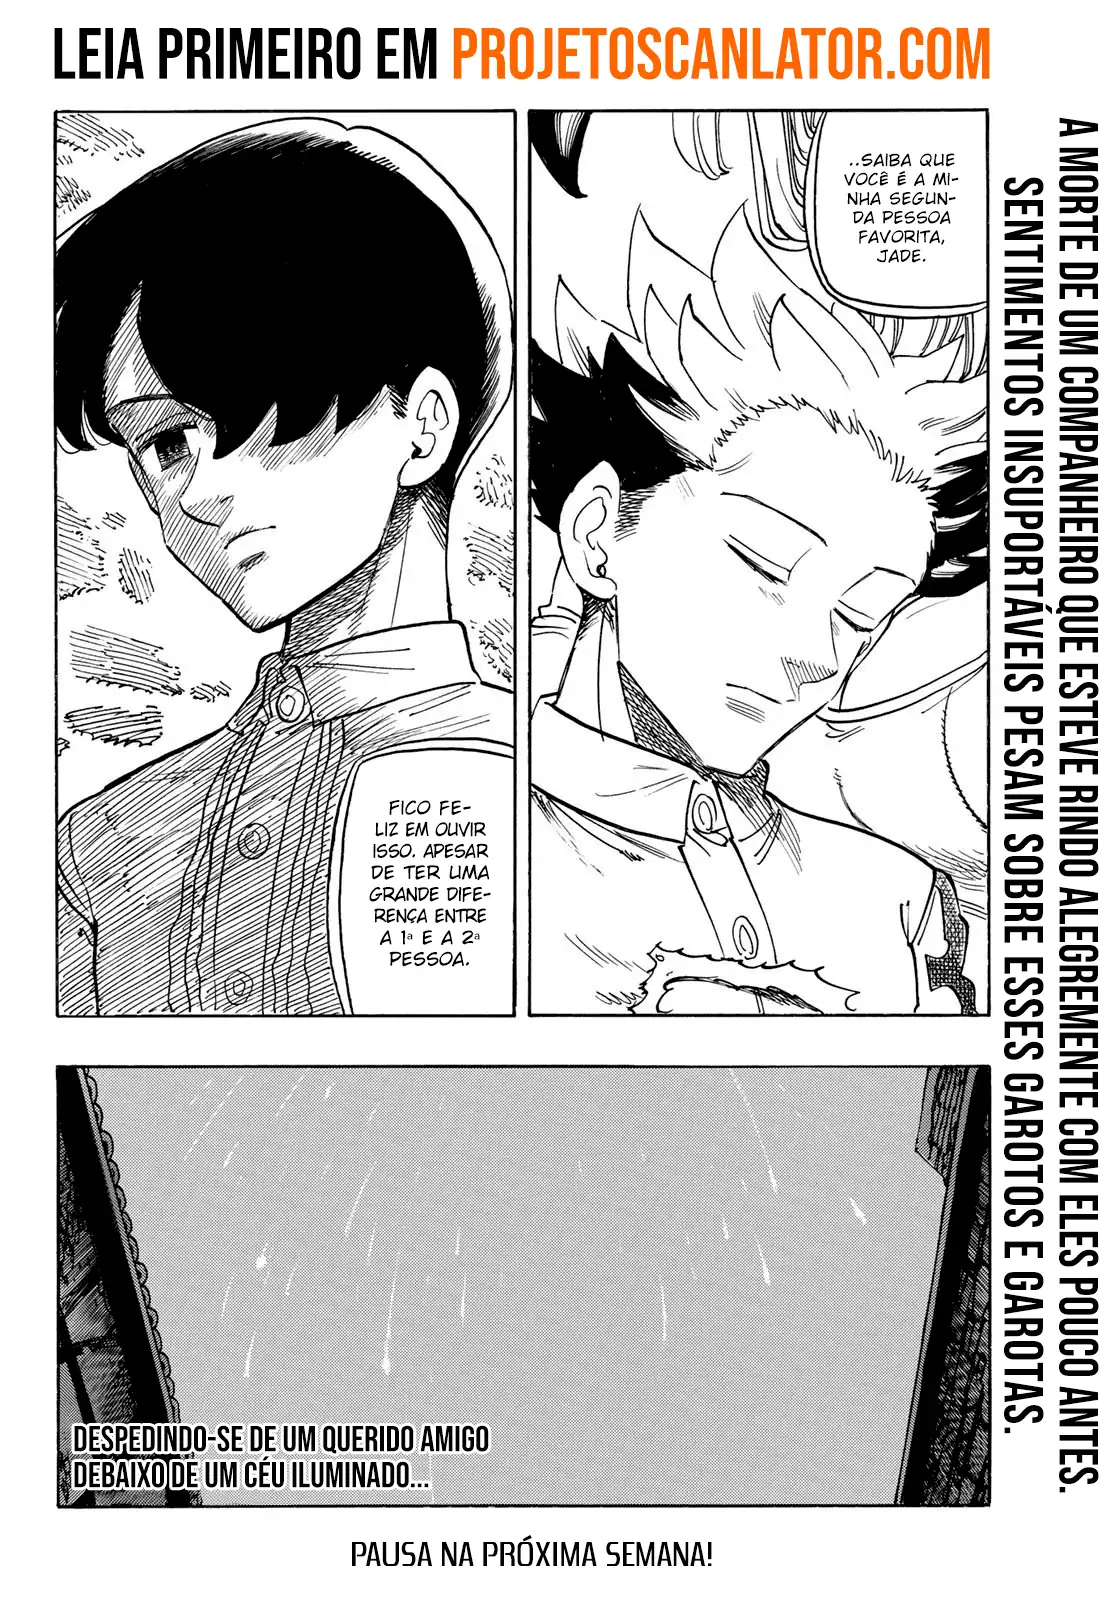 LEIA PRIMEIRO EM PROJETOSCANLATOR.COM
A MORTE DE UM COMPANHEIRO QUE ESTEVE RINDO ALEGREMENTE COM ELES POUCO ANTES.
SENTIMENTOS INSUPORTÁVEIS PESAM SOBRE ESSES GAROTOS E GAROTAS.
..SAIBA QUE
VOCÊ É A MI-
NHA SEGUN-
DA PESSOA
FAVORITA,
JADE.
FICO FE-
LIZ EM OUVIR
ISSO. APESAR
DE TER UMA
GRANDE DIFE-
RENÇA ENTRE
A 1ª E A 2ª
PESSOA.
DESPEDINDO-SE DE UM QUERIDO AMIGO
DEBAIXO DE UM CÉU ILUMINADO...
PAUSA NA PRÓXIMA SEMANA!